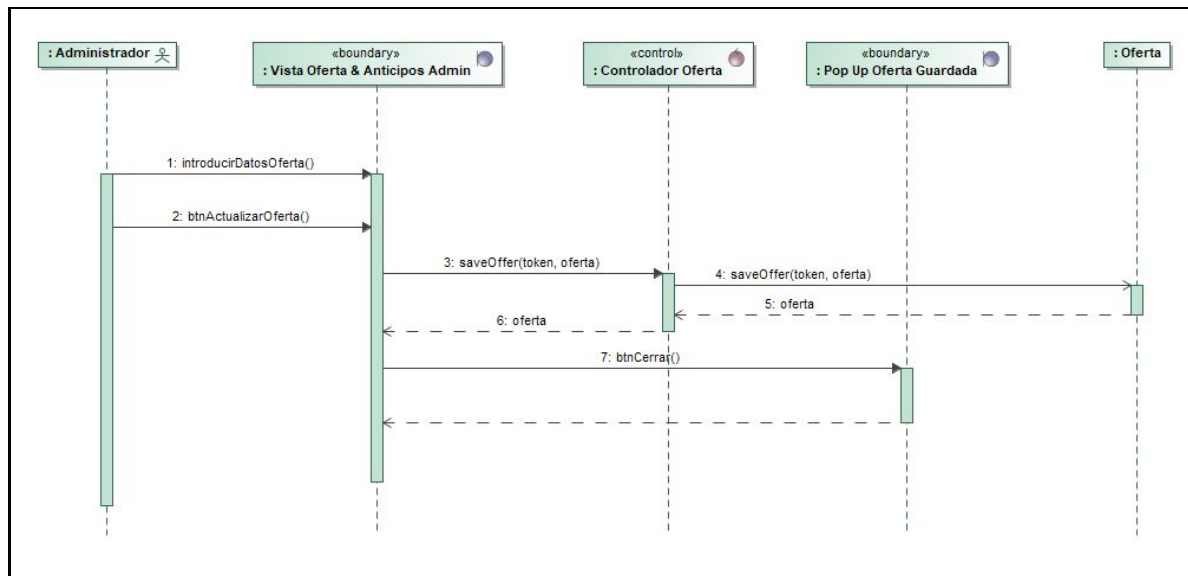 : Administrador
«boundary»
: Vista Oferta & Anticipos Admin
«control»
: Controlador Oferta
«boundary»
: Pop Up Oferta Guardada
: Oferta
1: introducirDatosOferta()
2: btnActualizarOferta()
3: saveOffer(token, oferta)
4: saveOffer(token, oferta)
5: oferta
6: oferta
7: btnCerrar()